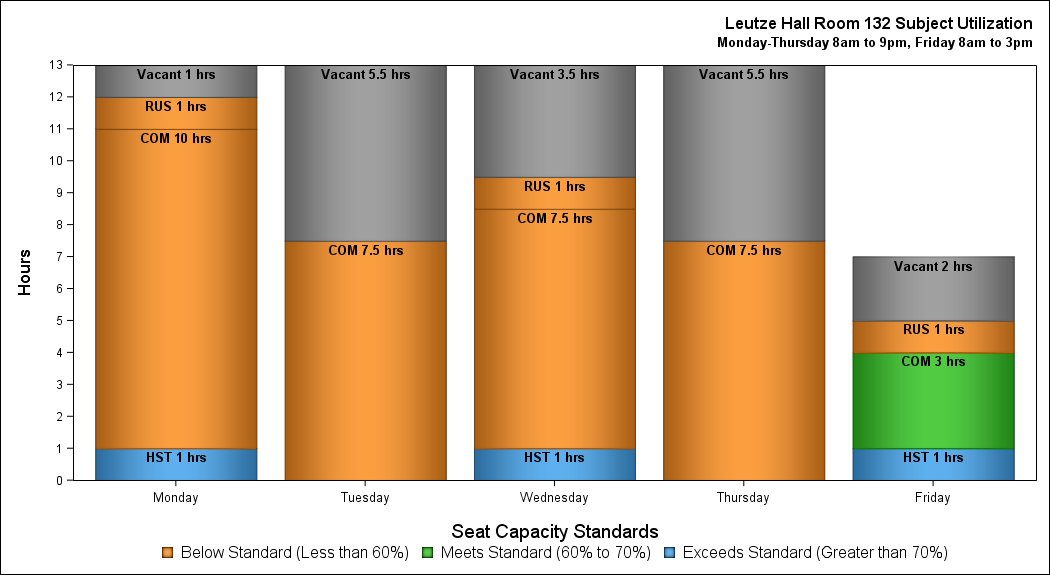 Leutze Hall Room 132 Subject Utilization
Monday-Thursday 8am to 9pm, Friday 8am to 3pm
Hours
13
12
11
10
9
8
7
6
5
4
3
2
1
0
Vacant 1 hrs
RUS 1 hrs
COM 10 hrs
HST 1 hrs
Vacant 5.5 hrs
COM 7.5 hrs
Vacant 3.5 hrs
RUS 1 hrs
COM 7.5 hrs
HST 1 hrs
Vacant 5.5 hrs
COM 7.5 hrs
Vacant 2 hrs
RUS 1 hrs
COM 3 hrs
HST 1 hrs
Monday Tuesday Wednesday Thursday Friday
Seat Capacity Standards
Below Standard (Less than 60%) Meets Standard (60% to 70%) Exceeds Standard (Greater than 70%)